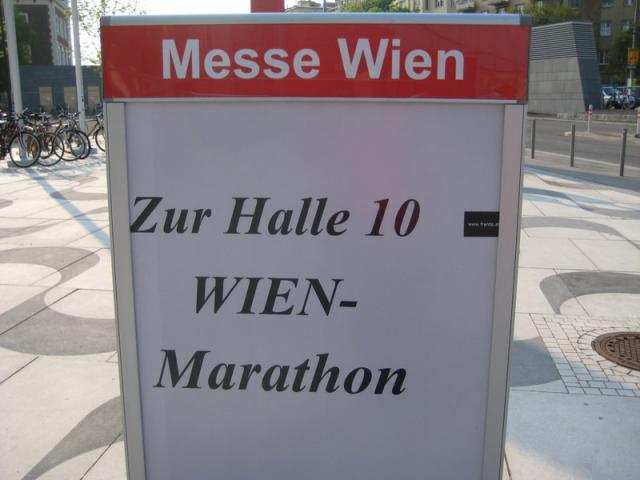 Messe Wien
Zur Halle 10
WIEN-
Marathon